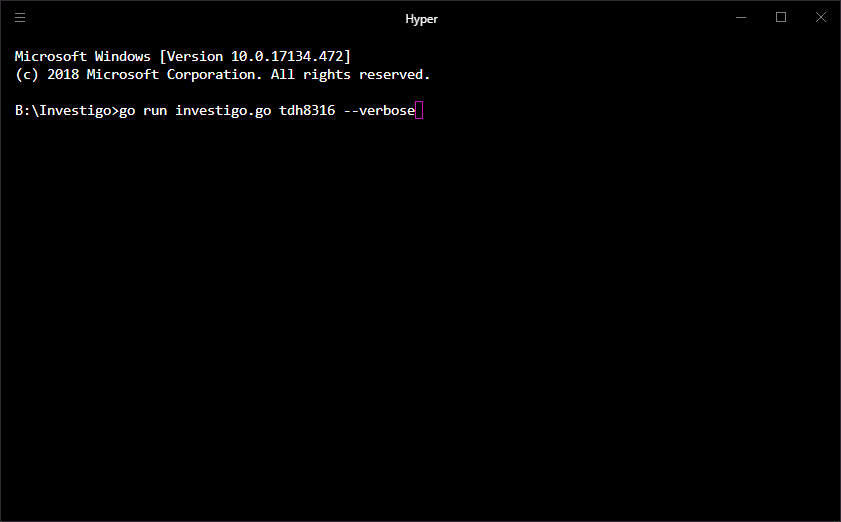 Hyper
Microsoft Windows [Version 10.0.17134.472]
(c) 2018 Microsoft Corporation. All rights reserved.
B:\Investigo>go run investigo.go tdh8316 --verbose